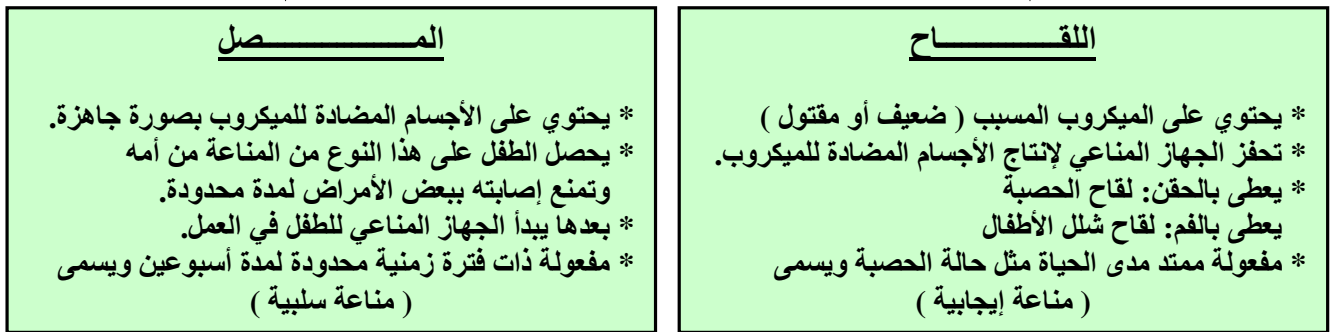 اللقـــــــــــــاح
* يحتوي على الميكروب المسبب ( ضعيف أو مقتول )
* تحفز الجهاز المناعي لإنتاج الأجسام المضادة للميكروب.
* يعطى بالحقن: لقاح الحصبة
يعطى بالفم: لقاح شلل الأطفال
* مفعولة ممتد مدى الحياة مثل حالة الحصبة ويسمى
( مناعة إيجابية )
المـــــــــــــــــصل
* يحتوي على الأجسام المضادة للميكروب بصورة جاهزة.
* يحصل الطفل على هذا النوع من المناعة من أمه
وتمنع إصابته ببعض الأمراض لمدة محدودة.
* بعدها يبدأ الجهاز المناعي للطفل في العمل.
* مفعولة ذات فترة زمنية محدودة لمدة أسبوعين ويسمى
( مناعة سلبية )